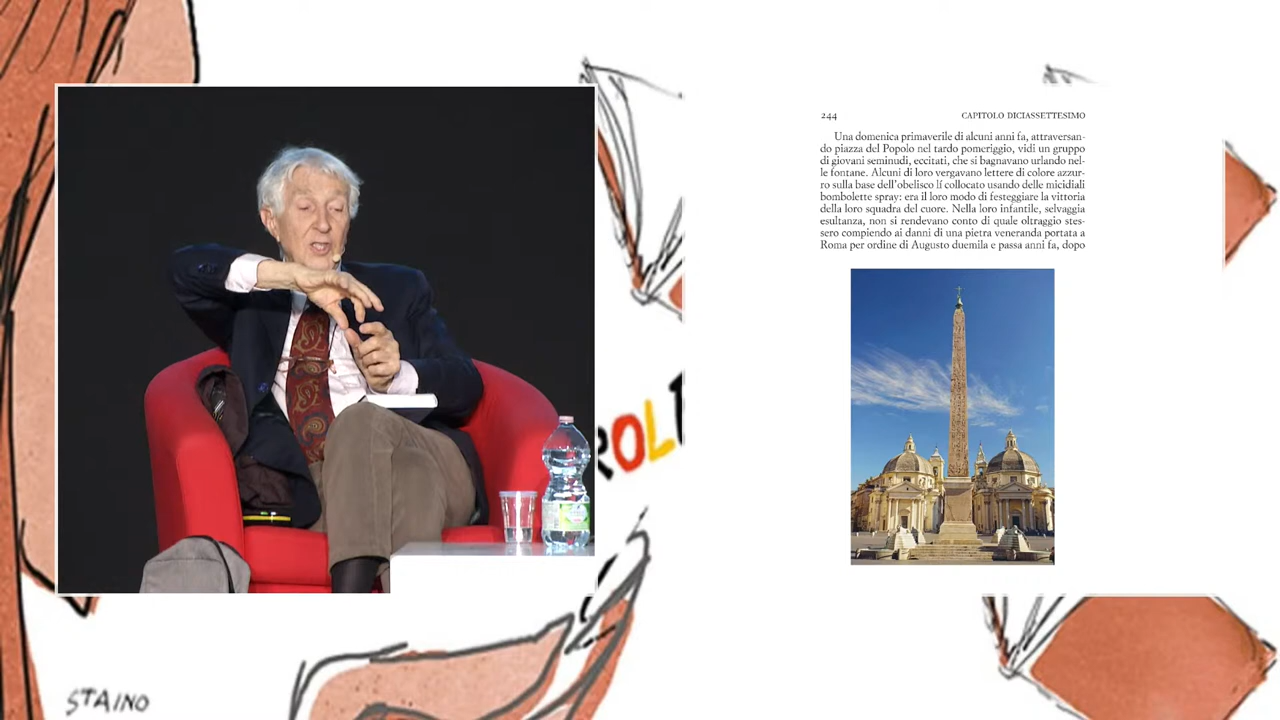 244 CAPITOLO DICIASSETTESIMO
Una domenica primaverile di alcuni anni fa, attraversan-
do piazza del Popolo nel tardo pomeriggio, vidi un gruppo
di giovani seminudi, eccitati, che si bagnavano urlando nel-
le fontane. Alcuni di loro vergavano lettere di colore azzur-
ro sulla base dell'obelisco lí collocato usando delle micidiali
bombolette spray: era il loro modo di festeggiare la vittoria
della loro squadra del cuore. Nella loro infantile, selvaggia
esultanza, non si rendevano conto di quale oltraggio stes-
sero compiendo ai danni di una pietra veneranda portata a
Roma per ordine di Augusto duemila e passa anni fa, dopo
ROLI
STAINO